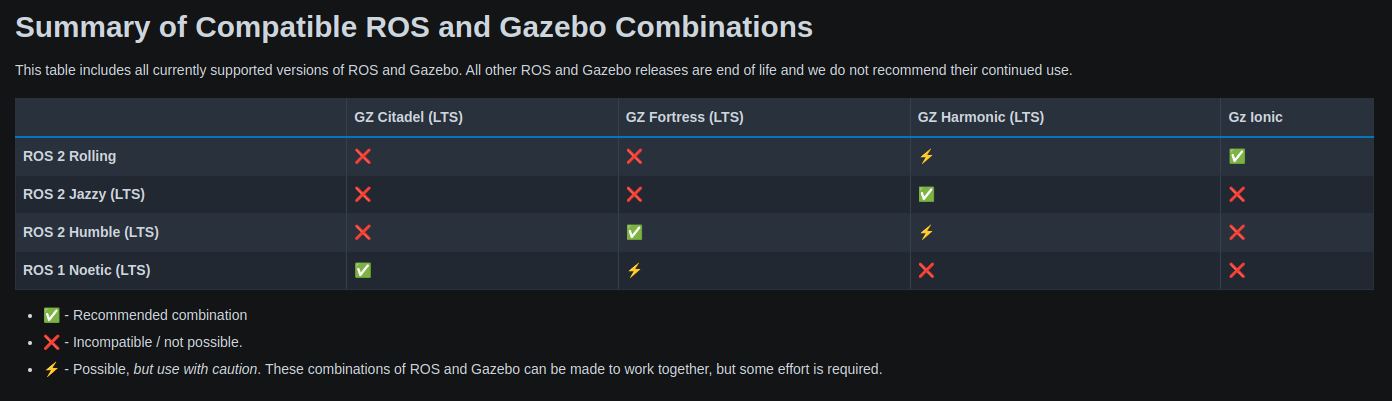 Summary of Compatible ROS and Gazebo Combinations
This table includes all currently supported versions of ROS and Gazebo. All other ROS and Gazebo releases are end of life and we do not recommend their continued use.
GZ Citadel (LTS) GZ Fortress (LTS) GZ Harmonic (LTS) Gz Ionic
ROS 2 Rolling ❌ ❌ ⚡ ✅
ROS 2 Jazzy (LTS) ❌ ❌ ✅ ❌
ROS 2 Humble (LTS) ❌ ✅ ⚡ ❌
ROS 1 Noetic (LTS) ✅ ⚡ ❌ ❌
• ✅ - Recommended combination
• ❌ - Incompatible / not possible.
• ⚡ - Possible, but use with caution. These combinations of ROS and Gazebo can be made to work together, but some effort is required.